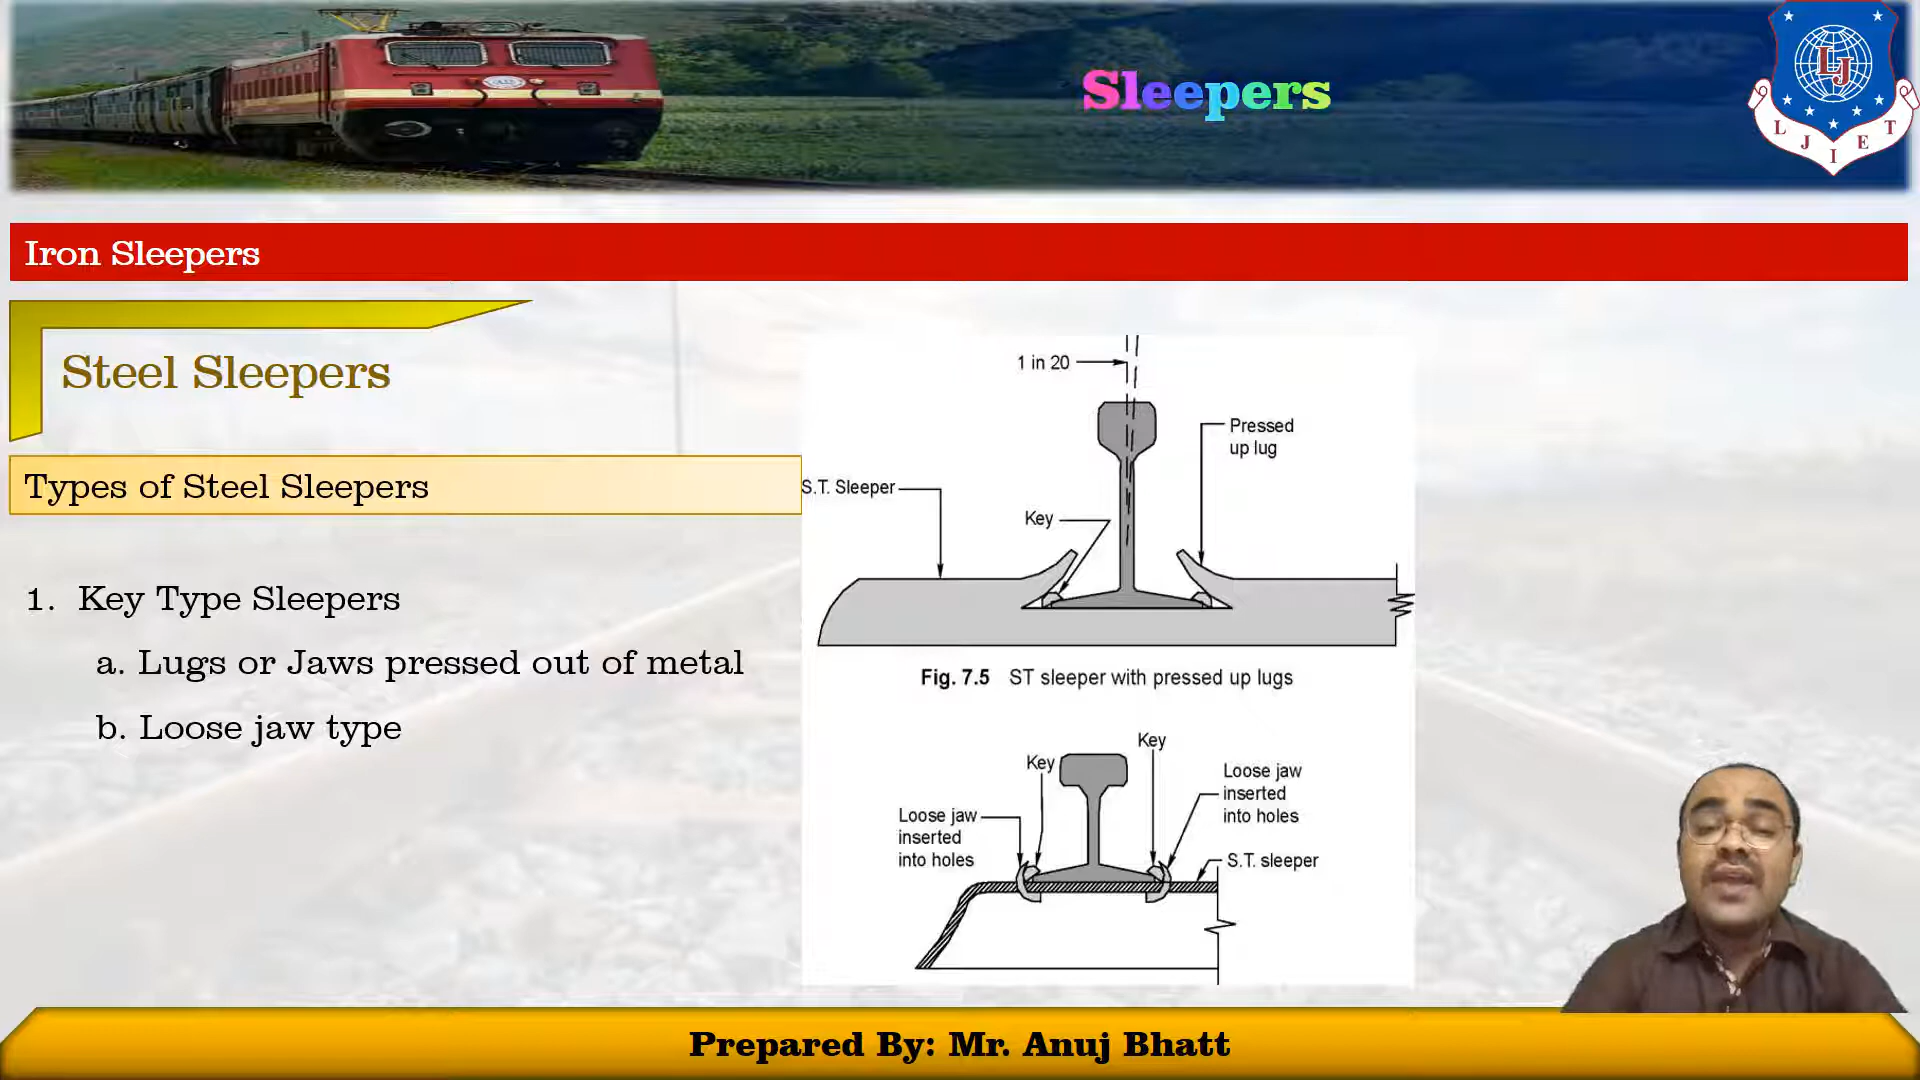 Sleepers
LJ
L J I E T
Iron Sleepers
Steel Sleepers
Types of Steel Sleepers
1. Key Type Sleepers
a. Lugs or Jaws pressed out of metal
b. Loose jaw type
1 in 20
Pressed
up lug
S.T. Sleeper
Key
Fig. 7.5 ST sleeper with pressed up lugs
Key
Key
Loose jaw
inserted
into holes
Loose jaw
inserted
into holes
S.T. sleeper
Prepared By: Mr. Anuj Bhatt